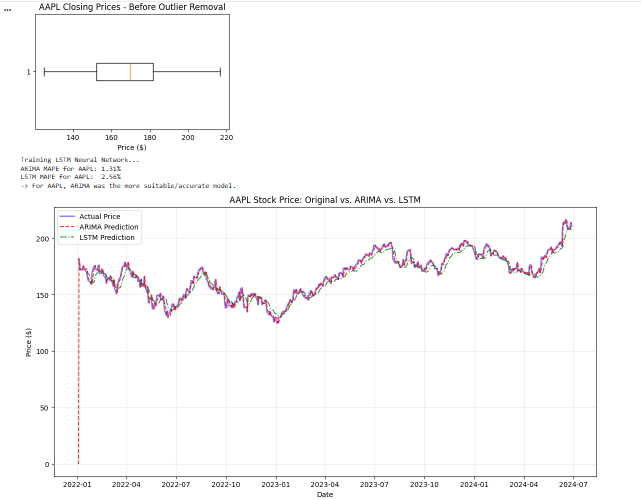 ...
AAPL Closing Prices - Before Outlier Removal
1
140 160 180 200 220
Price ($)
Training LSTM Neural Network...
ARIMA MAPE for AAPL: 1.31%
LSTM MAPE for AAPL: 2.56%
-> For AAPL, ARIMA was the more suitable/accurate model.
AAPL Stock Price: Original vs. ARIMA vs. LSTM
Actual Price
ARIMA Prediction
LSTM Prediction
200
150
100
50
0
Price ($)
2022-01 2022-04 2022-07 2022-10 2023-01 2023-04 2023-07 2023-10 2024-01 2024-04 2024-07
Date